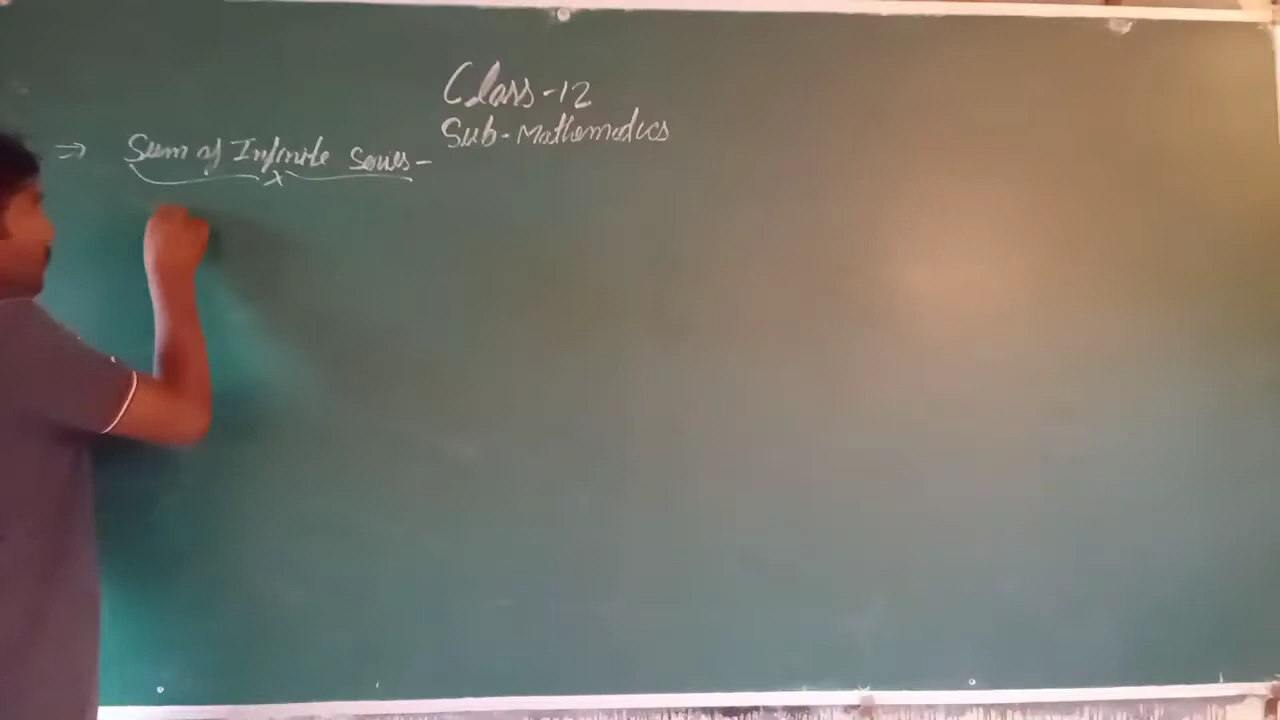 Class-12
Sub-Mathematics
⇒ Sum of Infinite Series-